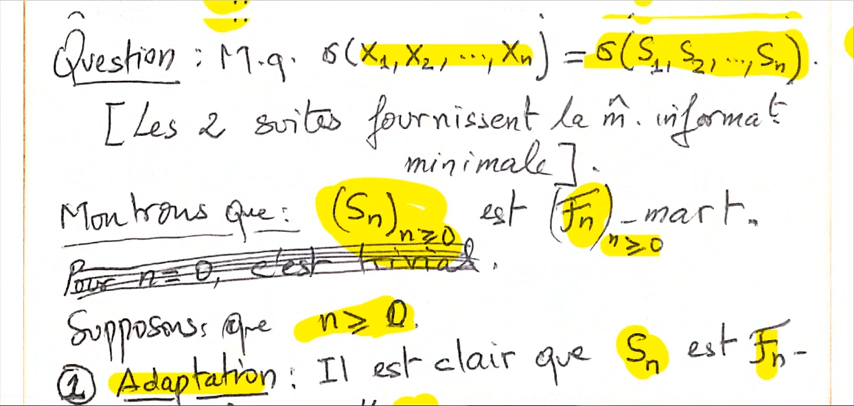 Question : M.q. σ(X₁, X₂, ..., Xₙ) = σ(S₁, S₂, ..., Sₙ).
[Les 2 suites fournissent la m̂. informat.
minimale].
Montrons que : (Sₙ)ₙ≥₀ est (Fₙ)ₙ≥₀-mart.
Pour n = 0, c'est trivial.
Supposons que n ≥ 0.
① Adaptation : Il est clair que Sₙ est Fₙ-